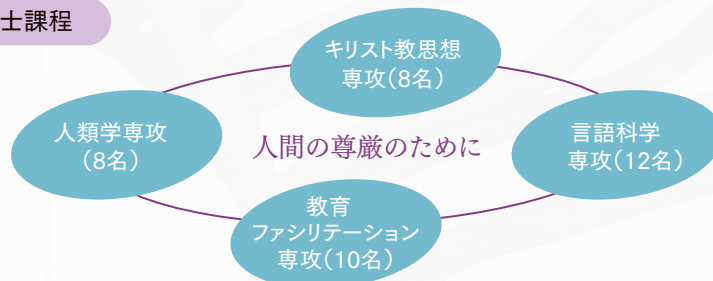 士課程
キリスト教思想
専攻(8名)
人類学専攻
(8名)
人間の尊厳のために
言語科学
専攻(12名)
教育
ファシリテーション
専攻(10名)